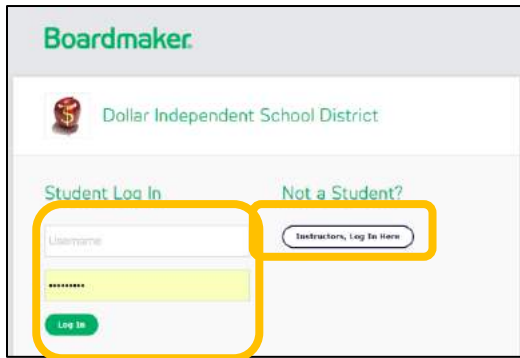 Boardmaker.
Dollar Independent School District
Student Log In
Not a Student?
Username
Instructors, Log In Here
•••••••••
Log In